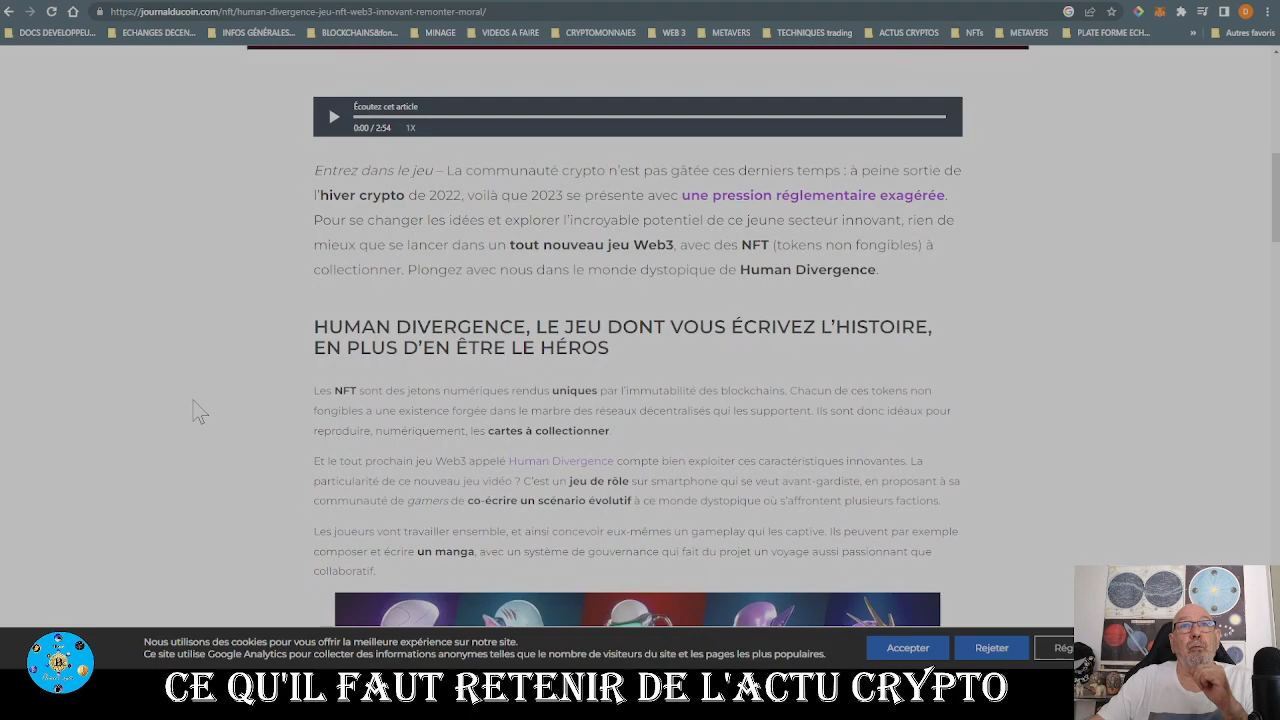 https://journalducoin.com/nft/human-divergence-jeu-nft-web3-innovant-remonter-moral/
DOCS DEVELOPPEU... ECHANGES DECEN... INFOS GÉNÉRALES... BLOCKCHAINS&fon... MINAGE VIDEOS A FAIRE CRYPTOMONNAIES WEB 3 METAVERS TECHNIQUES trading ACTUS CRYPTOS NFTs METAVERS PLATE FORME ECH... » Autres favoris
Écoutez cet article
0:00 / 2:54 1X
Entrez dans le jeu – La communauté crypto n'est pas gâtée ces derniers temps : à peine sortie de
l'hiver crypto de 2022, voilà que 2023 se présente avec une pression réglementaire exagérée.
Pour se changer les idées et explorer l'incroyable potentiel de ce jeune secteur innovant, rien de
mieux que se lancer dans un tout nouveau jeu Web3, avec des NFT (tokens non fongibles) à
collectionner. Plongez avec nous dans le monde dystopique de Human Divergence.
HUMAN DIVERGENCE, LE JEU DONT VOUS ÉCRIVEZ L'HISTOIRE,
EN PLUS D'EN ÊTRE LE HÉROS
Les NFT sont des jetons numériques rendus uniques par l'immutabilité des blockchains. Chacun de ces tokens non
fongibles a une existence forgée dans le marbre des réseaux décentralisés qui les supportent. Ils sont donc idéaux pour
reproduire, numériquement, les cartes à collectionner.
Et le tout prochain jeu Web3 appelé Human Divergence compte bien exploiter ces caractéristiques innovantes. La
particularité de ce nouveau jeu vidéo ? C'est un jeu de rôle sur smartphone qui se veut avant-gardiste, en proposant à sa
communauté de gamers de co-écrire un scénario évolutif à ce monde dystopique où s'affrontent plusieurs factions.
Les joueurs vont travailler ensemble, et ainsi concevoir eux-mêmes un gameplay qui les captive. Ils peuvent par exemple
composer et écrire un manga, avec un système de gouvernance qui fait du projet un voyage aussi passionnant que
collaboratif.
Nous utilisons des cookies pour vous offrir la meilleure expérience sur notre site.
Ce site utilise Google Analytics pour collecter des informations anonymes telles que le nombre de visiteurs du site et les pages les plus populaires.
Accepter Rejeter Rég
CE QU'IL FAUT RETENIR DE L'ACTU CRYPTO